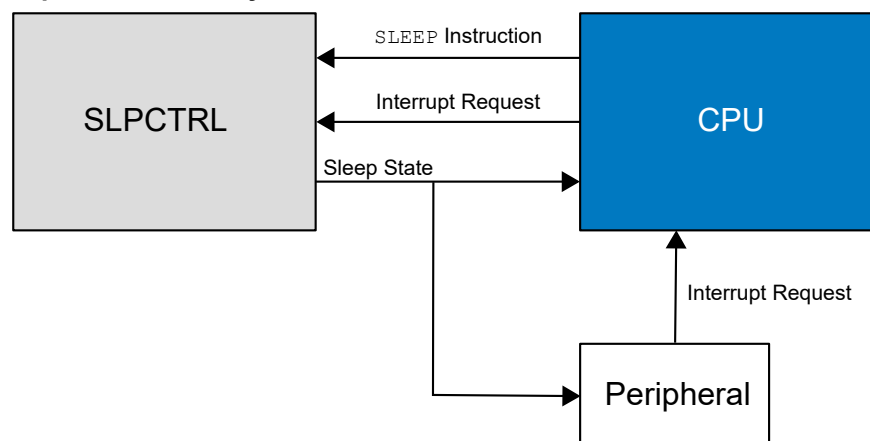 SLEEP Instruction
SLPCTRL
Interrupt Request
CPU
Sleep State
Interrupt Request
Peripheral